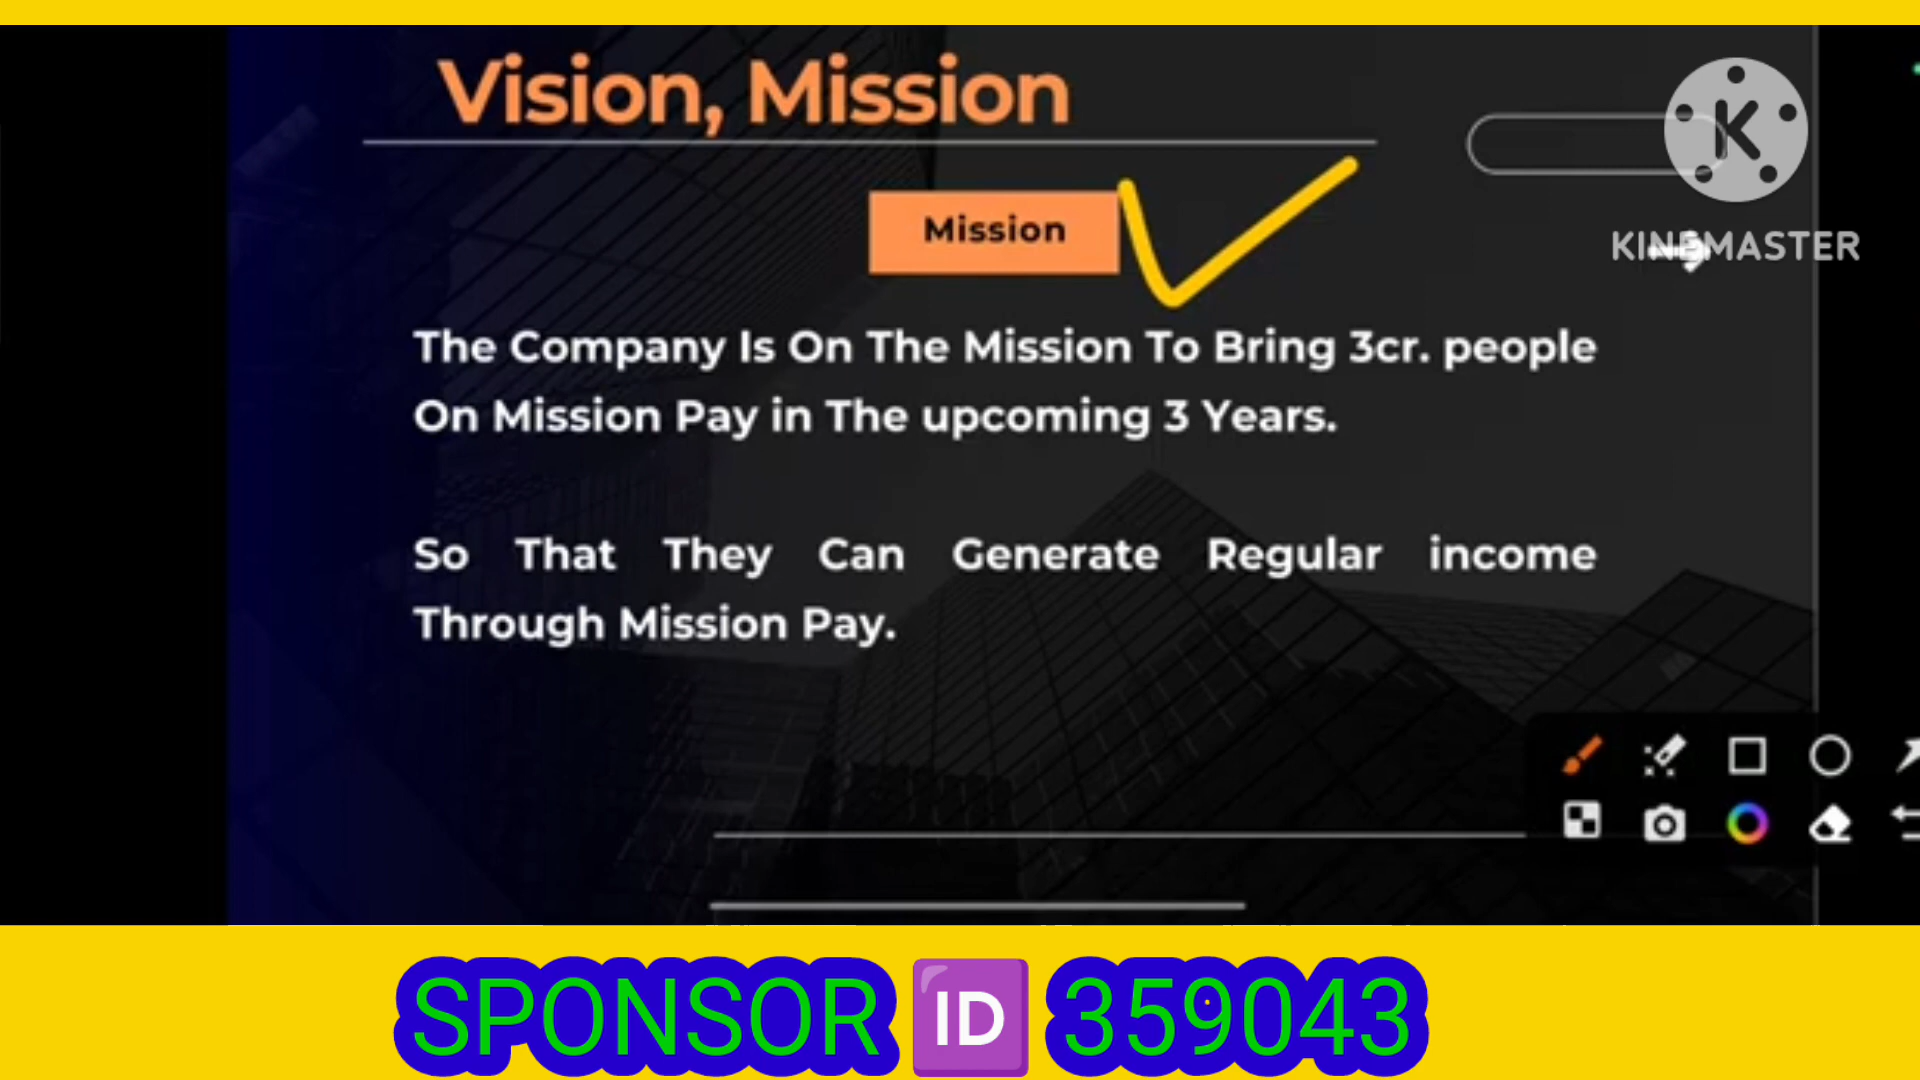 Vision, Mission
K
KINEMASTER
Mission
The Company Is On The Mission To Bring 3cr. people
On Mission Pay in The upcoming 3 Years.
So That They Can Generate Regular income
Through Mission Pay.
SPONSOR 🆔 359043